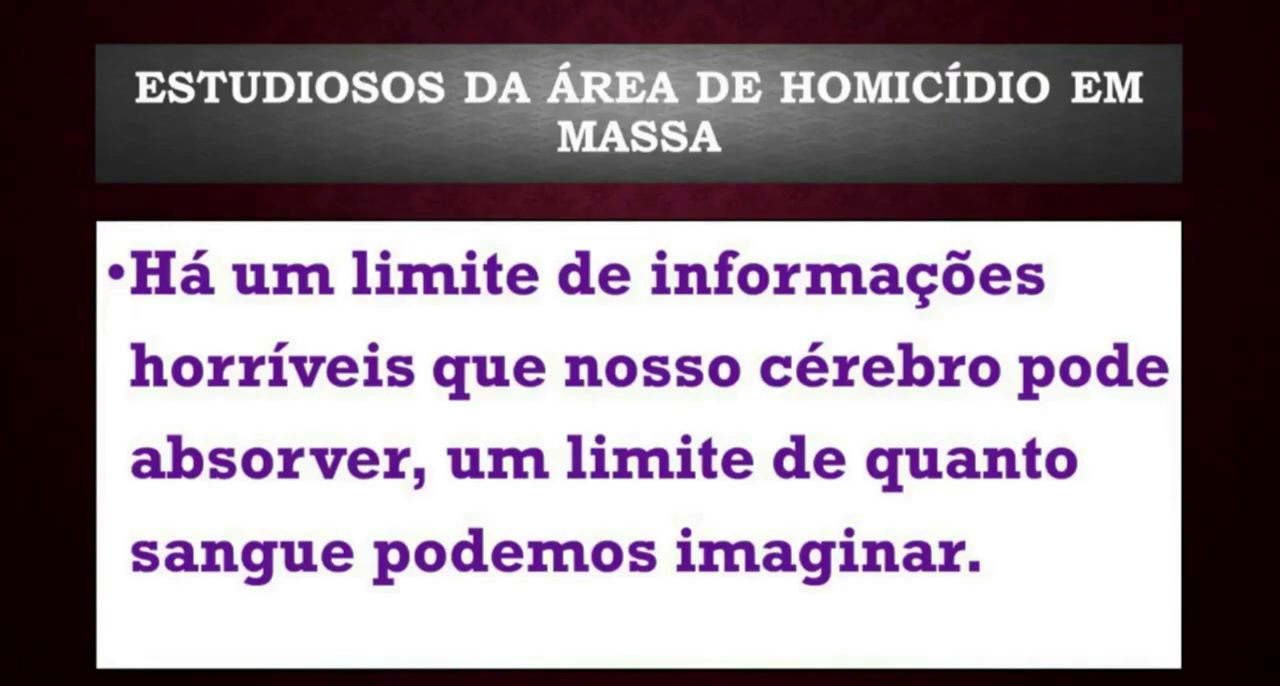 ESTUDIOSOS DA ÁREA DE HOMICÍDIO EM
MASSA
•Há um limite de informações
horríveis que nosso cérebro pode
absorver, um limite de quanto
sangue podemos imaginar.